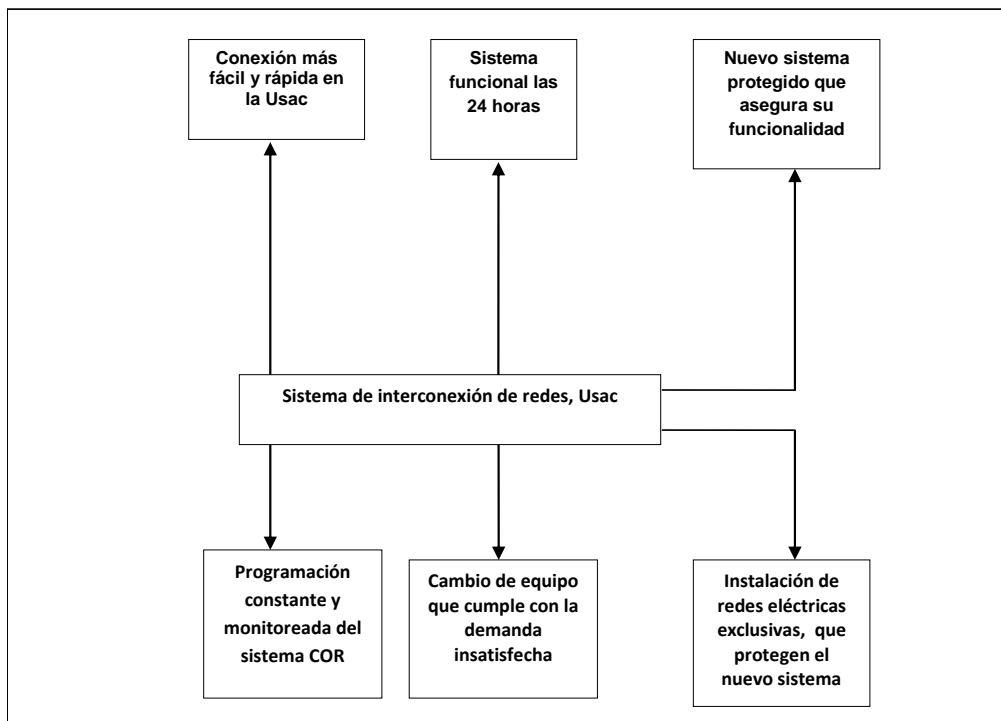 Conexión más
fácil y rápida en
la Usac
Sistema
funcional las
24 horas
Nuevo sistema
protegido que
asegura su
funcionalidad
Sistema de interconexión de redes, Usac
Programación
constante y
monitoreada del
sistema COR
Cambio de equipo
que cumple con la
demanda
insatisfecha
Instalación de
redes eléctricas
exclusivas, que
protegen el
nuevo sistema